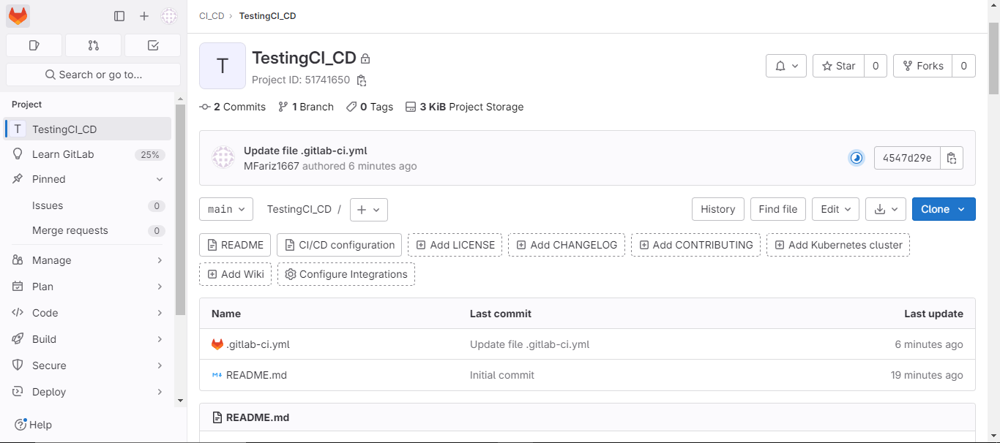 CI_CD › TestingCI_CD
Search or go to...
Project
T TestingCI_CD
Learn GitLab 25%
Pinned
Issues 0
Merge requests 0
Manage
Plan
Code
Build
Secure
Deploy
Help
T
TestingCI_CD
Project ID: 51741650
Star 0
Forks 0
2 Commits 1 Branch 0 Tags 3 KiB Project Storage
Update file .gitlab-ci.yml
MFariz1667 authored 6 minutes ago
4547d29e
main TestingCI_CD / +
History Find file Edit Clone
README CI/CD configuration Add LICENSE Add CHANGELOG Add CONTRIBUTING Add Kubernetes cluster
Add Wiki Configure Integrations
Name Last commit Last update
.gitlab-ci.yml Update file .gitlab-ci.yml 6 minutes ago
README.md Initial commit 19 minutes ago
README.md